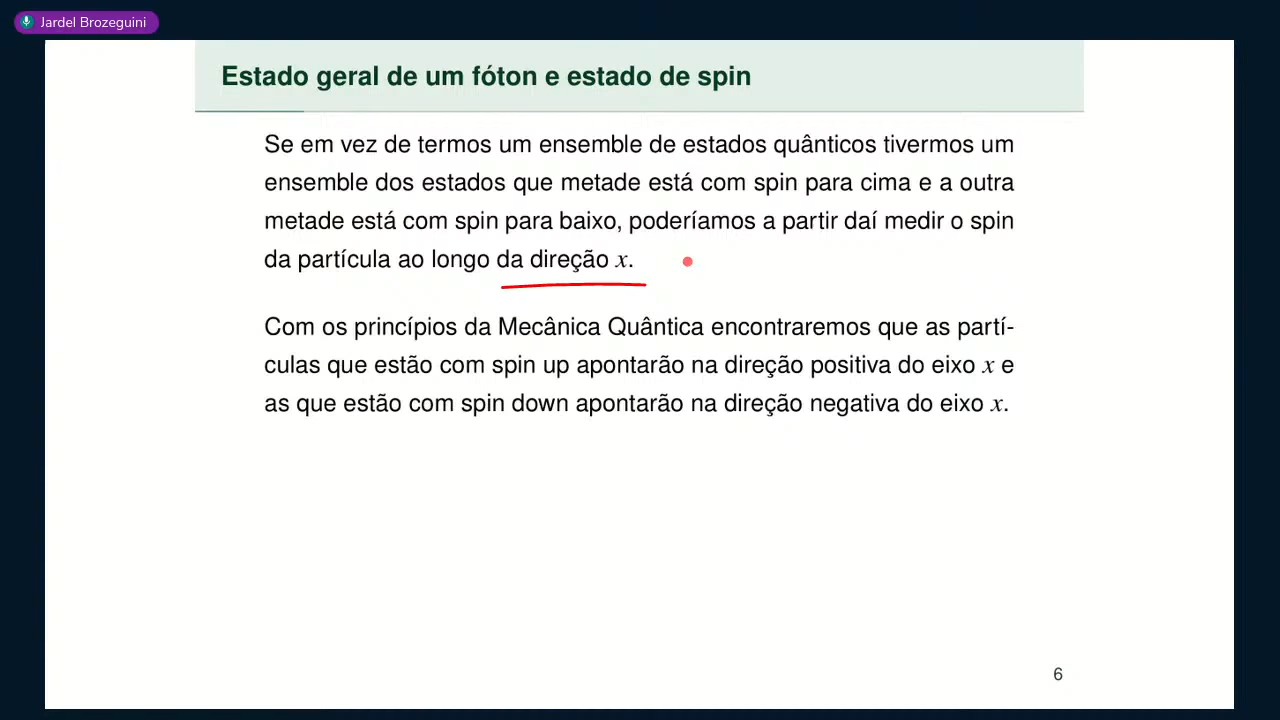 Jardel Brozeguini
Estado geral de um fóton e estado de spin
Se em vez de termos um ensemble de estados quânticos tivermos um
ensemble dos estados que metade está com spin para cima e a outra
metade está com spin para baixo, poderíamos a partir daí medir o spin
da partícula ao longo da direção x.
Com os princípios da Mecânica Quântica encontraremos que as partí-
culas que estão com spin up apontarão na direção positiva do eixo x e
as que estão com spin down apontarão na direção negativa do eixo x.
6